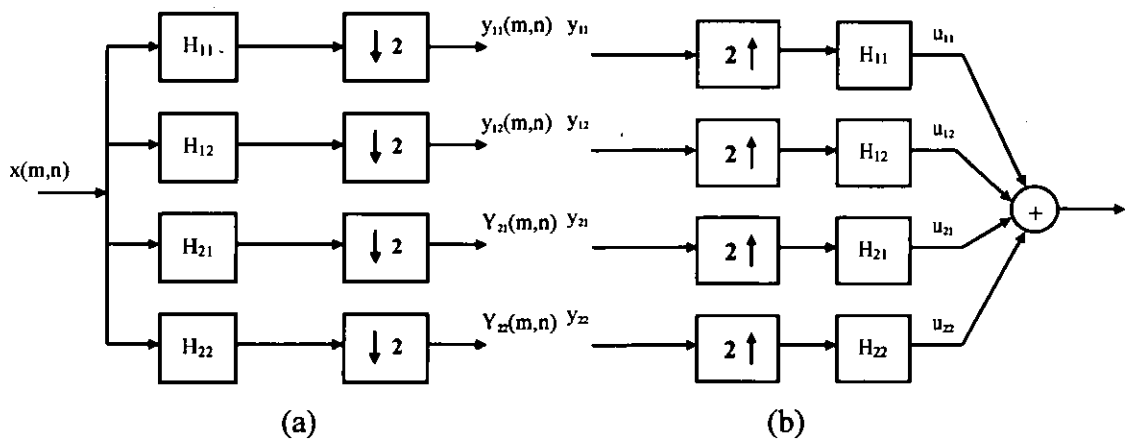 H₁₁ ↓ 2 y₁₁(m,n) y₁₁ 2 ↑ H₁₁ u₁₁
H₁₂ ↓ 2 y₁₂(m,n) y₁₂ 2 ↑ H₁₂ u₁₂
x(m,n)
+
H₂₁ ↓ 2 Y₂₁(m,n) y₂₁ 2 ↑ H₂₁ u₂₁
H₂₂ ↓ 2 Y₂₂(m,n) y₂₂ 2 ↑ H₂₂ u₂₂
(a) (b)